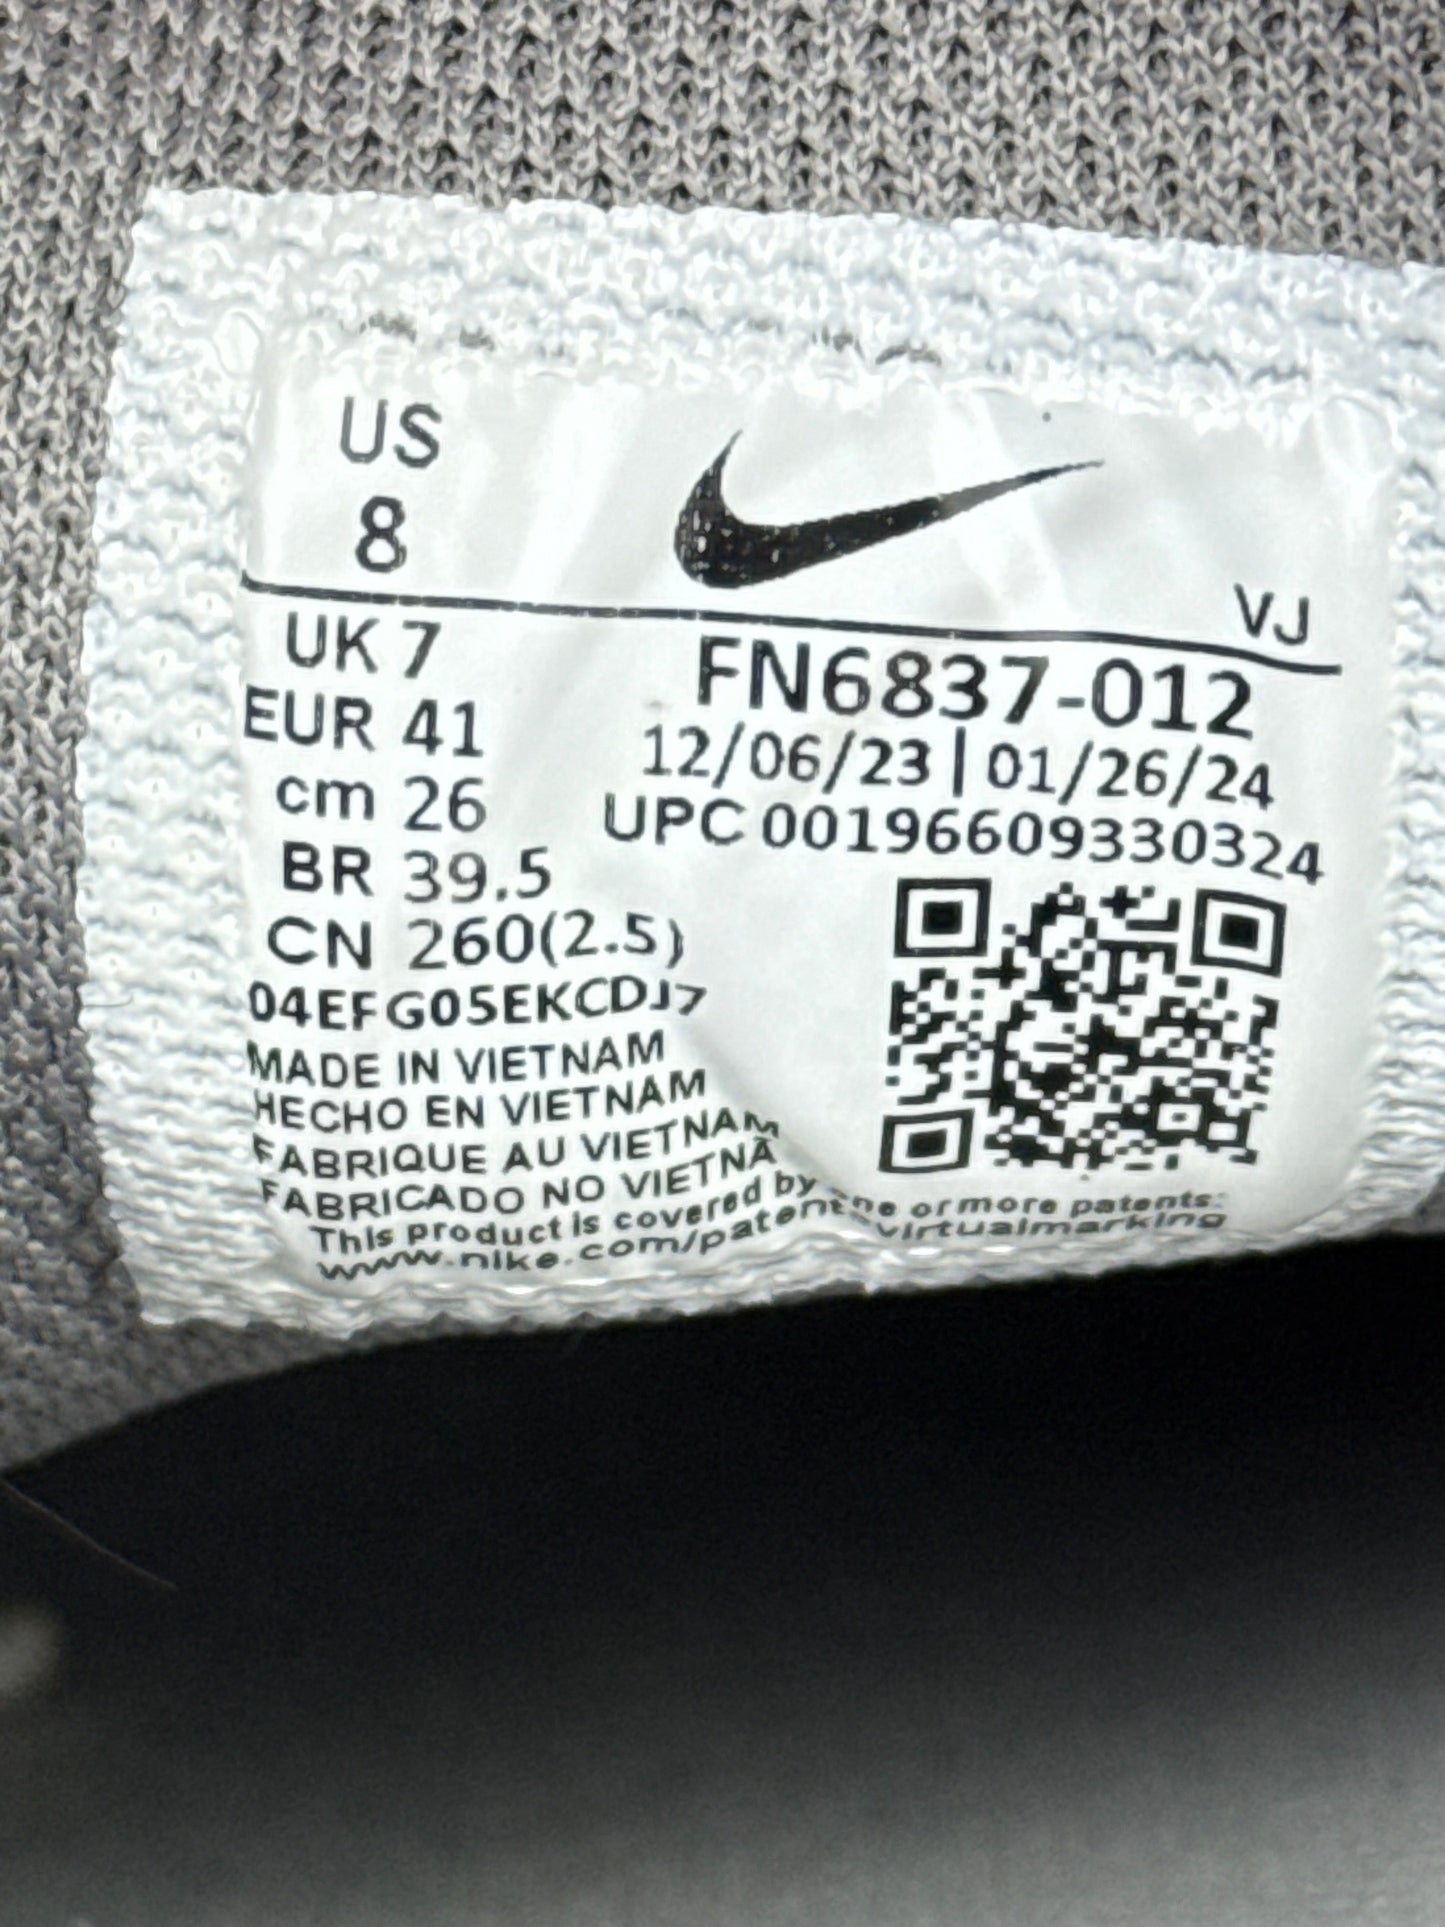 US
8
VJ
UK 7
EUR 41
cm 26
BR 39.5
CN 260(2.5)
04EFG05EKCDJ7
MADE IN VIETNAM
HECHO EN VIETNAM
FABRIQUE AU VIETNAM
FABRICADO NO VIETNÃ
This product is covered by one or more patents:
www.nike.com/patentvirtualmarking
FN6837-012
12/06/23 | 01/26/24
UPC 00196609330324